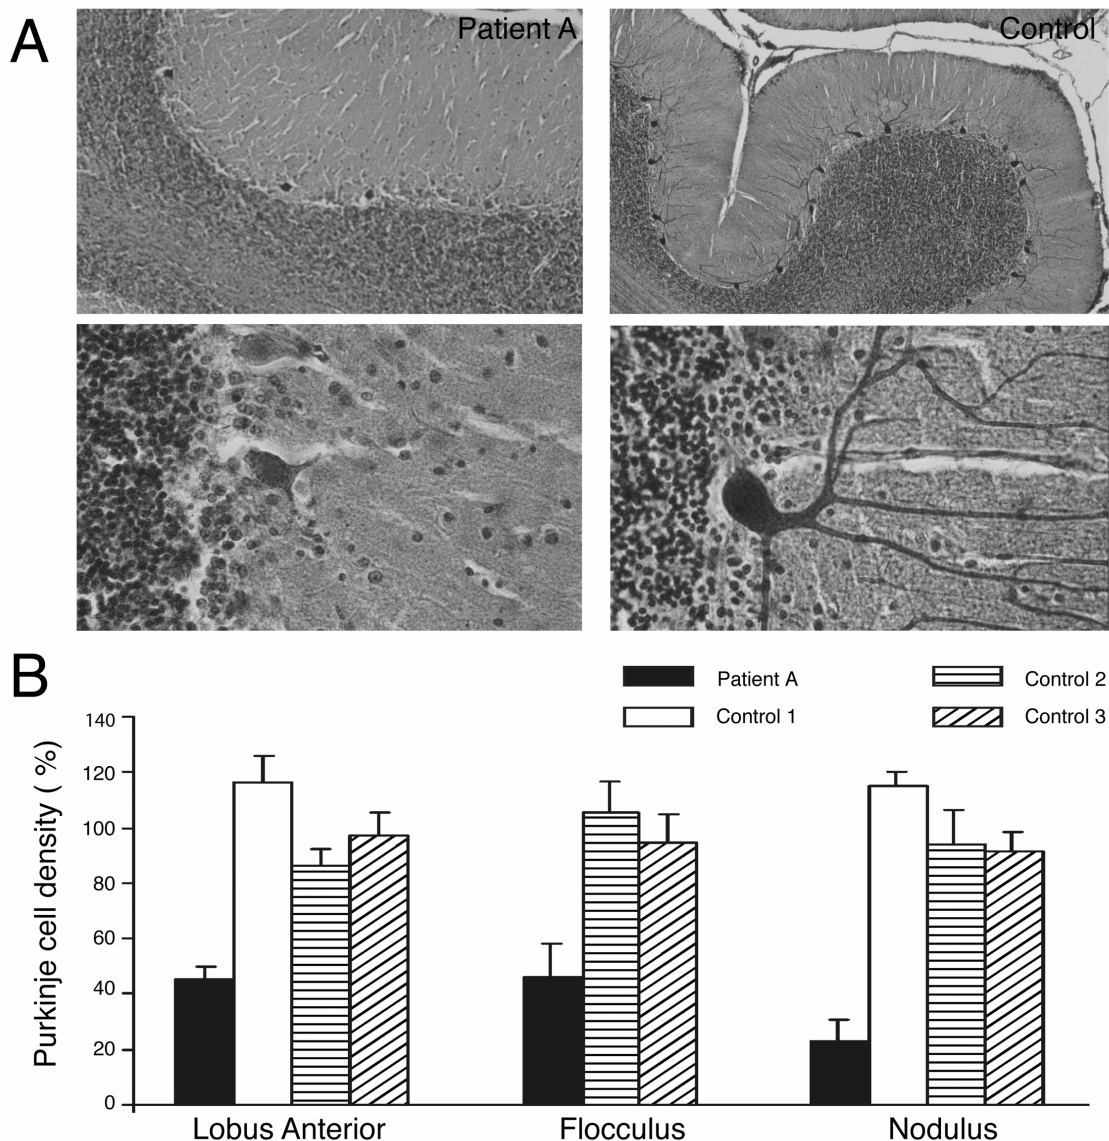 A
Patient A
Control
B
Patient A
Control 1
Control 2
Control 3
Purkinje cell density ( %)
140
120
100
80
60
40
20
0
Lobus Anterior
Flocculus
Nodulus